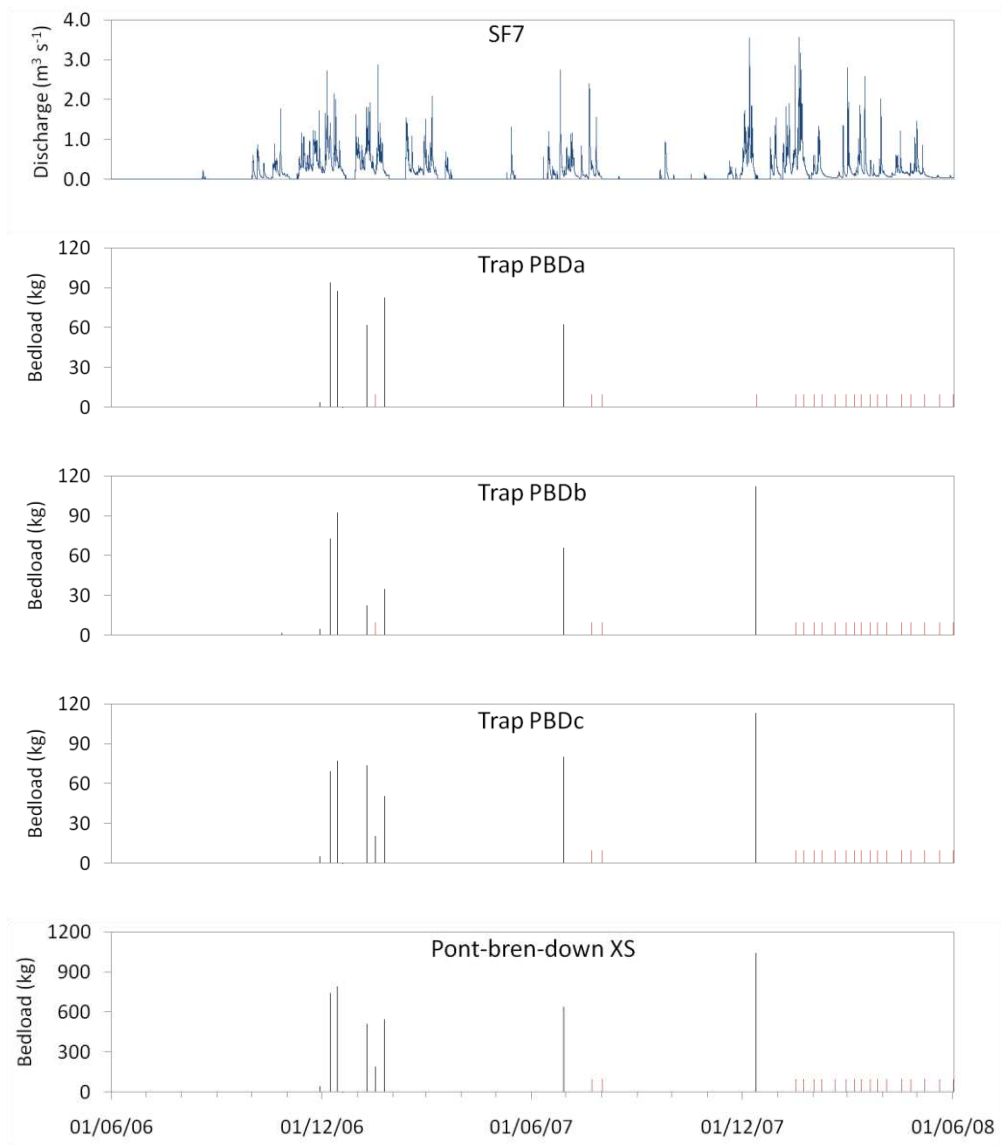 SF7
Discharge (m³ s⁻¹)
4.0
3.0
2.0
1.0
0.0
Trap PBDa
Bedload (kg)
120
90
60
30
0
Trap PBDb
Bedload (kg)
120
90
60
30
0
Trap PBDc
Bedload (kg)
120
90
60
30
0
Pont-bren-down XS
Bedload (kg)
1200
900
600
300
0
01/06/06 01/12/06 01/06/07 01/12/07 01/06/08